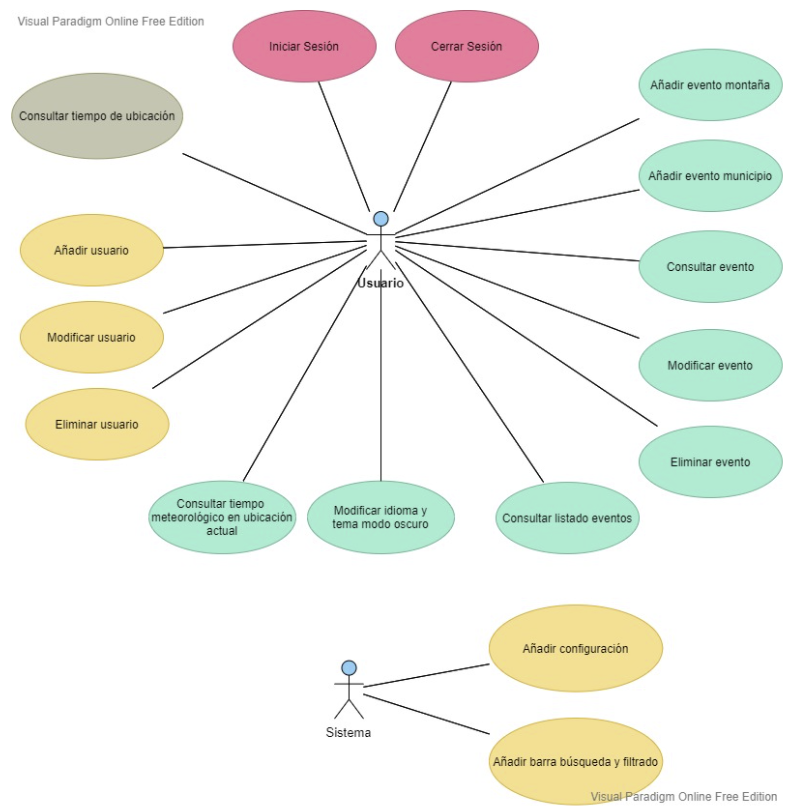 Visual Paradigm Online Free Edition
Iniciar Sesión
Cerrar Sesión
Consultar tiempo de ubicación
Añadir evento montaña
Añadir evento municipio
Añadir usuario
Usuario
Consultar evento
Modificar usuario
Modificar evento
Eliminar usuario
Eliminar evento
Consultar tiempo
meteorológico en ubicación
actual
Modificar idioma y
tema modo oscuro
Consultar listado eventos
Añadir configuración
Sistema
Añadir barra búsqueda y filtrado
Visual Paradigm Online Free Edition